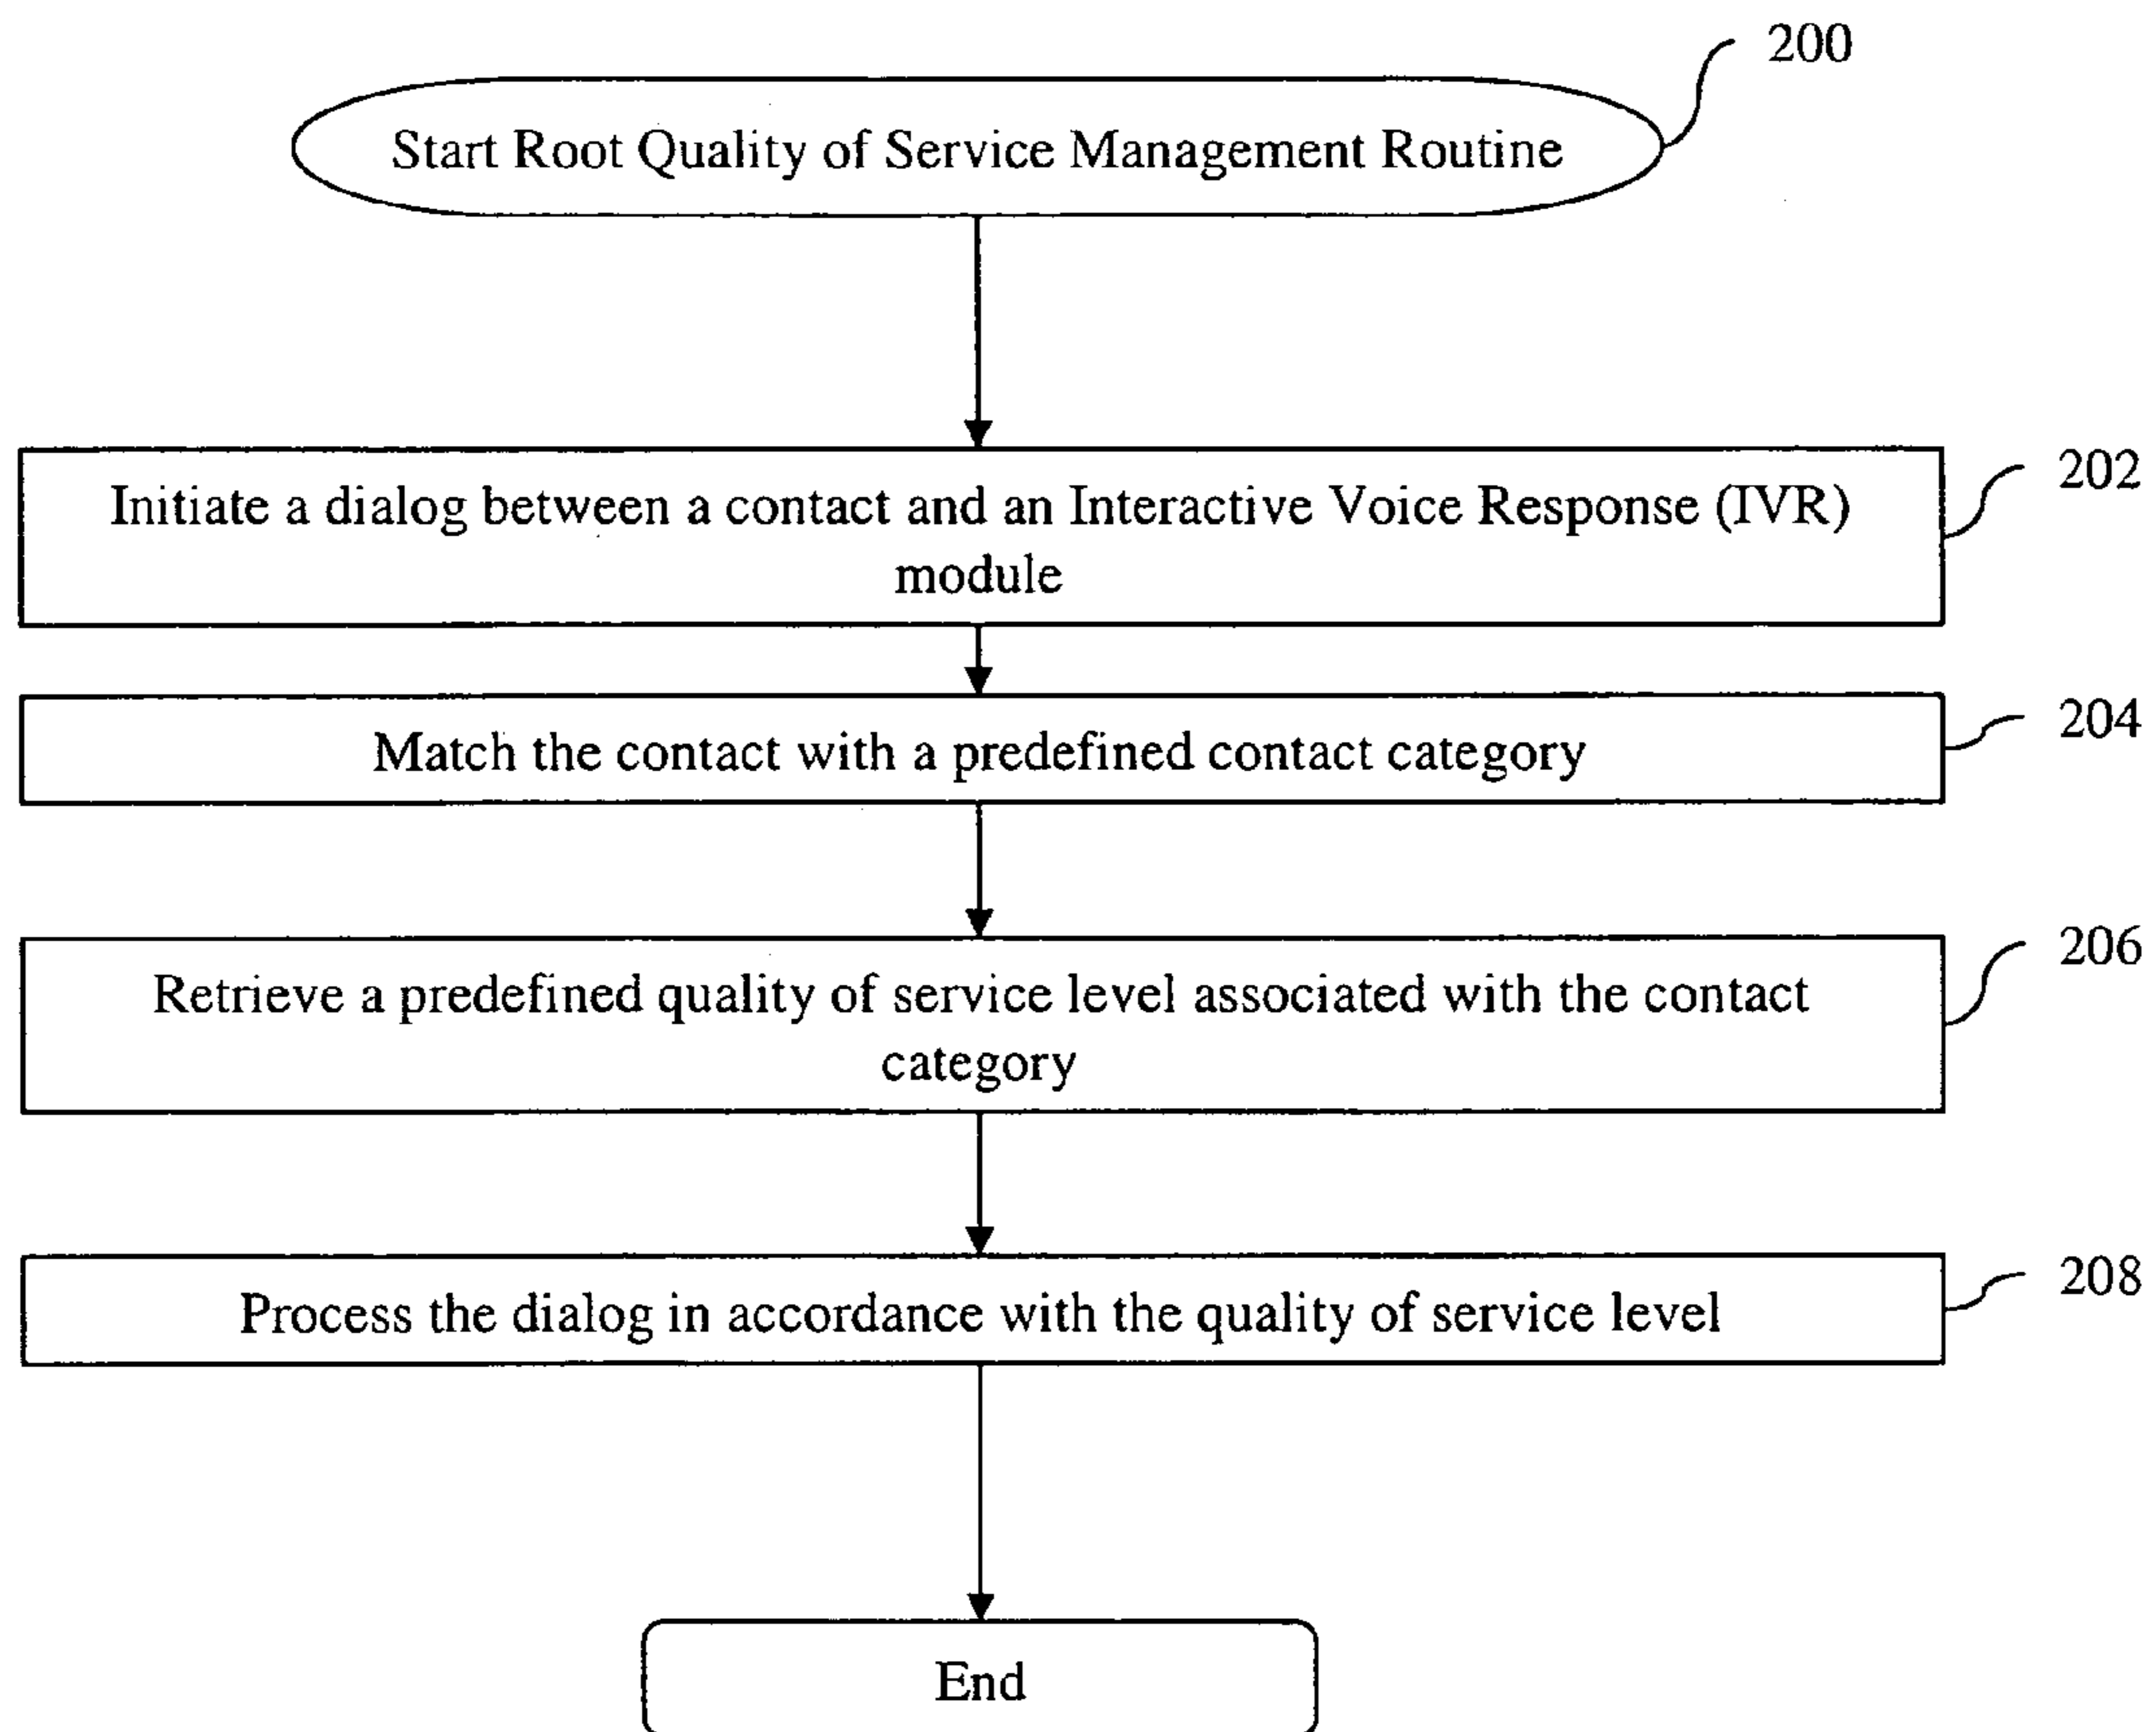 200
Start Root Quality of Service Management Routine
202
Initiate a dialog between a contact and an Interactive Voice Response (IVR)
module
204
Match the contact with a predefined contact category
206
Retrieve a predefined quality of service level associated with the contact
category
208
Process the dialog in accordance with the quality of service level
End